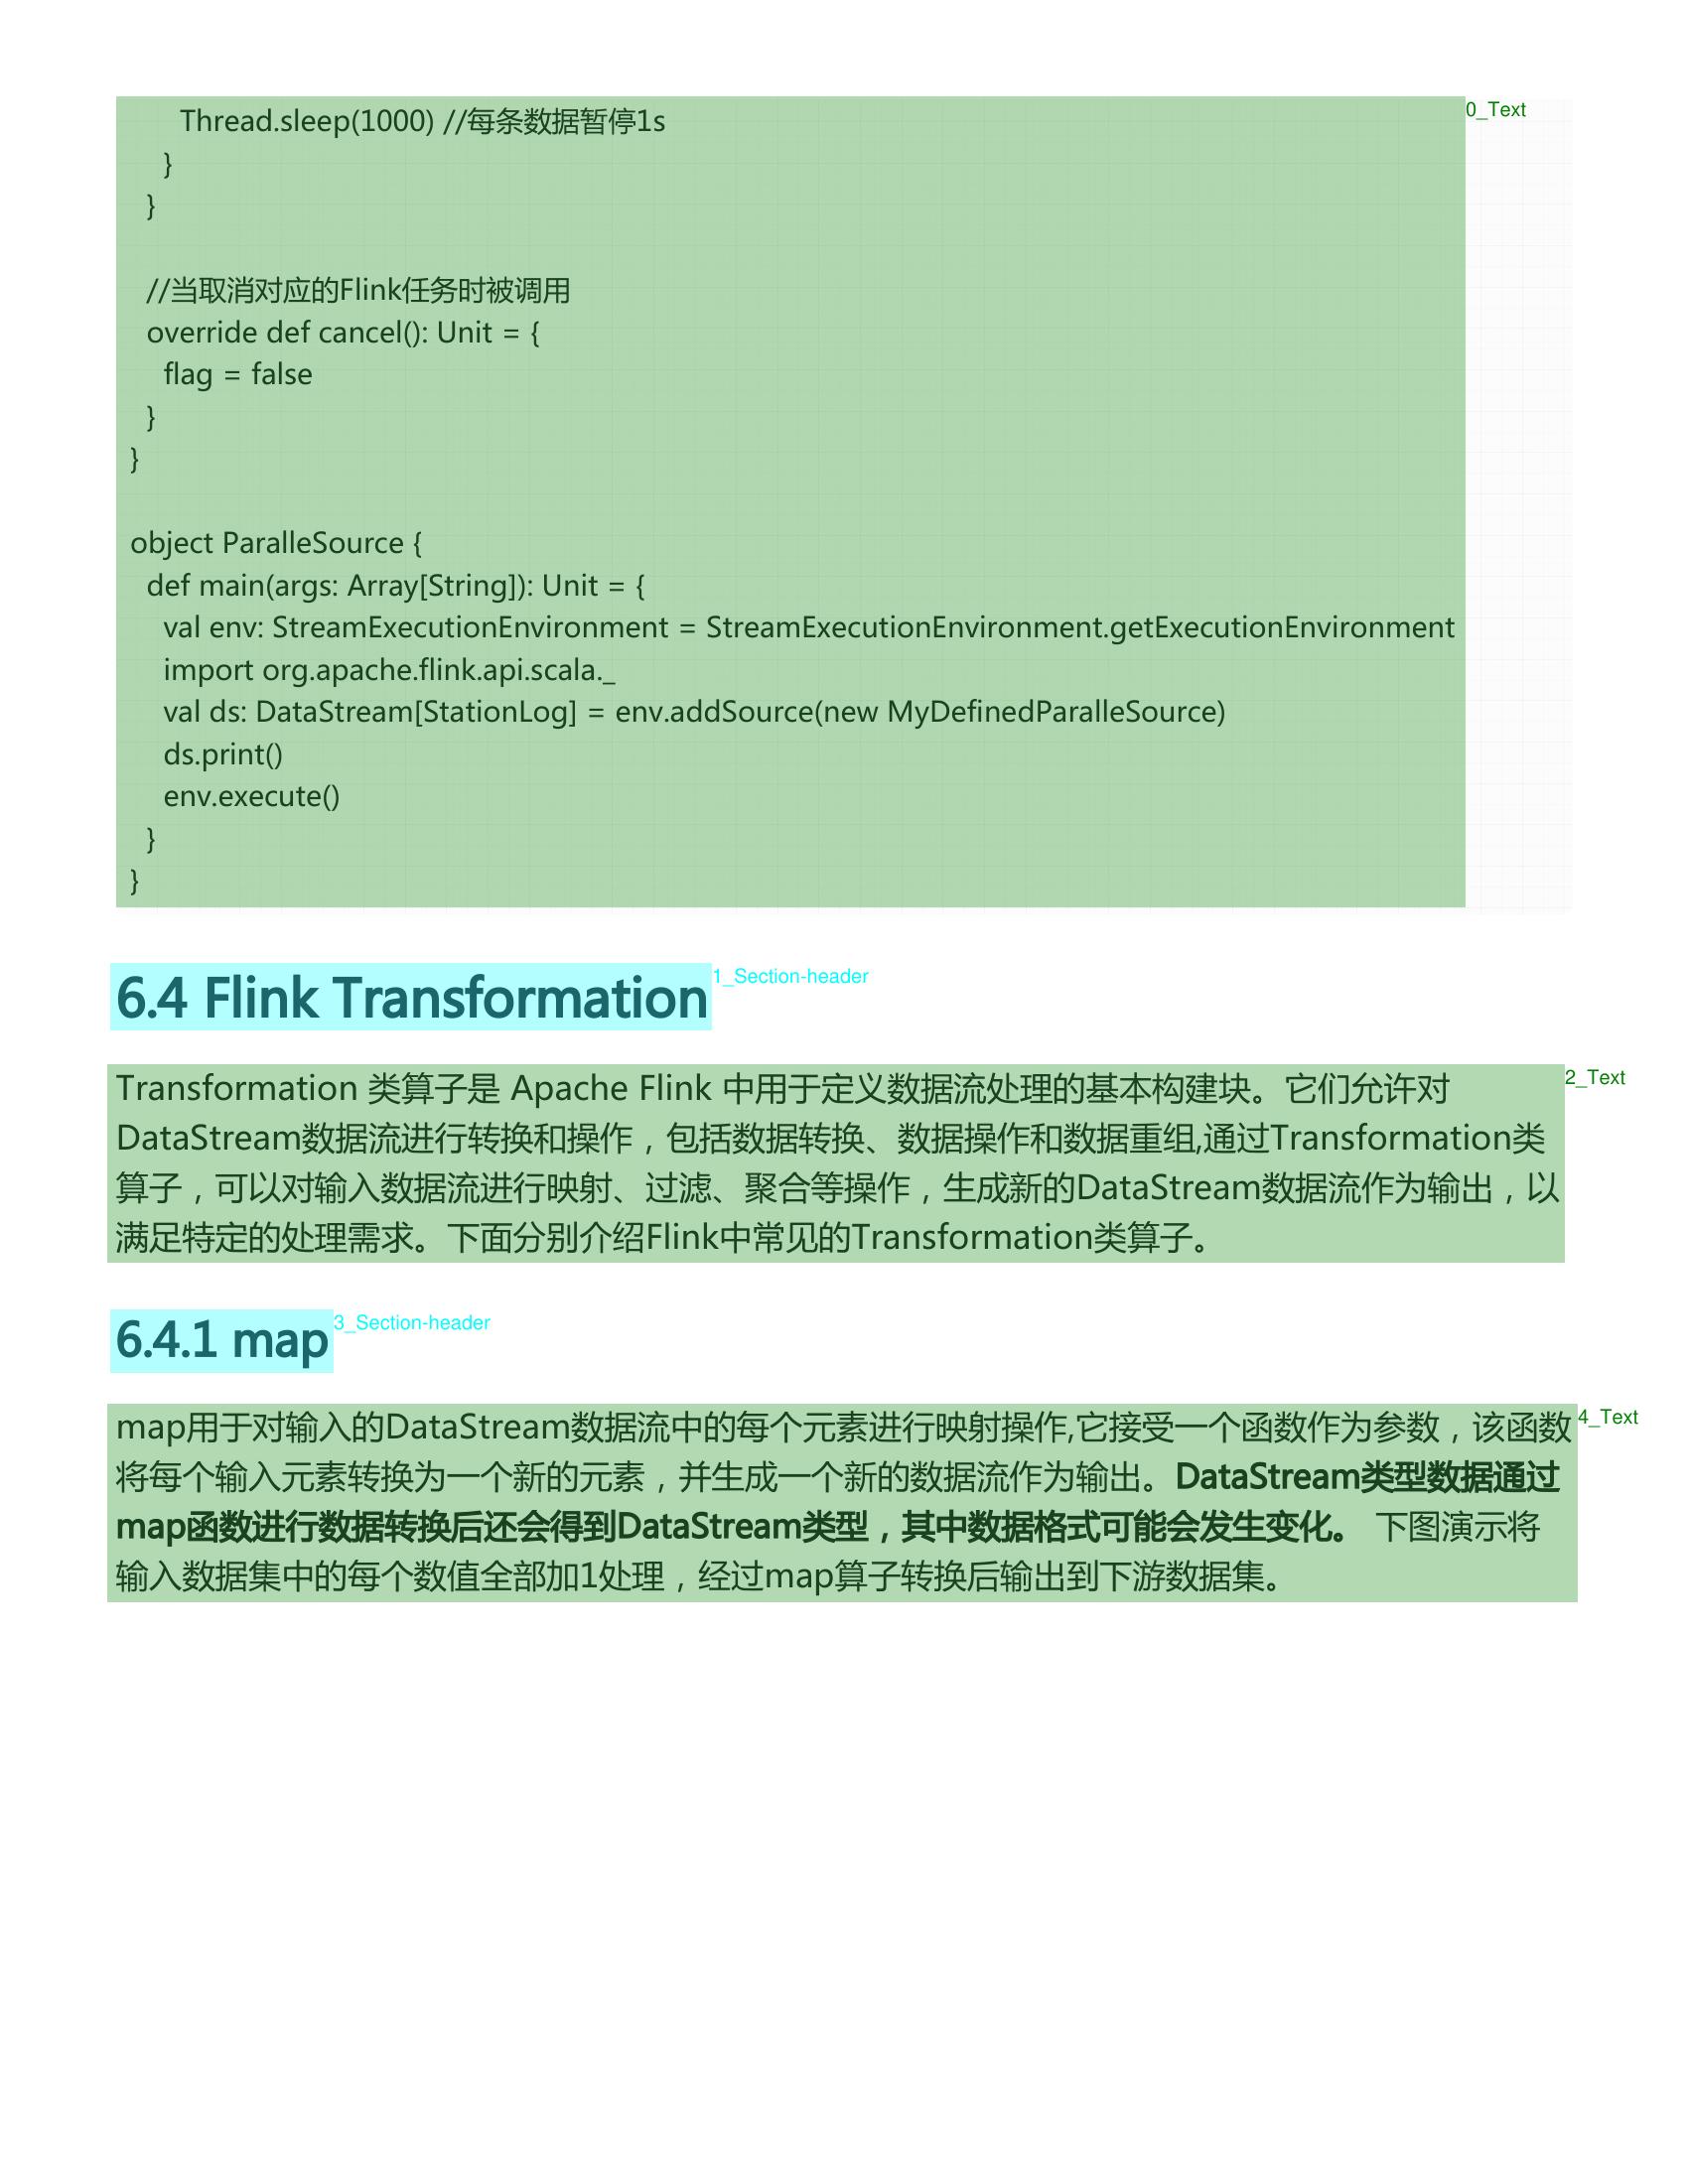 Thread.sleep(1000) //每条数据暂停1s
}
}
//当取消对应的Flink任务时被调用
override def cancel(): Unit = {
flag = false
}
}
object ParalleSource {
def main(args: Array[String]): Unit = {
val env: StreamExecutionEnvironment = StreamExecutionEnvironment.getExecutionEnvironment
import org.apache.flink.api.scala._
val ds: DataStream[StationLog] = env.addSource(new MyDefinedParalleSource)
ds.print()
env.execute()
}
}
0_Text
6.4 Flink Transformation
1_Section-header
Transformation 类算子是 Apache Flink 中用于定义数据流处理的基本构建块。它们允许对
DataStream数据流进行转换和操作，包括数据转换、数据操作和数据重组,通过Transformation类
算子，可以对输入数据流进行映射、过滤、聚合等操作，生成新的DataStream数据流作为输出，以
满足特定的处理需求。下面分别介绍Flink中常见的Transformation类算子。
2_Text
6.4.1 map
3_Section-header
map用于对输入的DataStream数据流中的每个元素进行映射操作,它接受一个函数作为参数，该函数
将每个输入元素转换为一个新的元素，并生成一个新的数据流作为输出。DataStream类型数据通过
map函数进行数据转换后还会得到DataStream类型，其中数据格式可能会发生变化。 下图演示将
输入数据集中的每个数值全部加1处理，经过map算子转换后输出到下游数据集。
4_Text